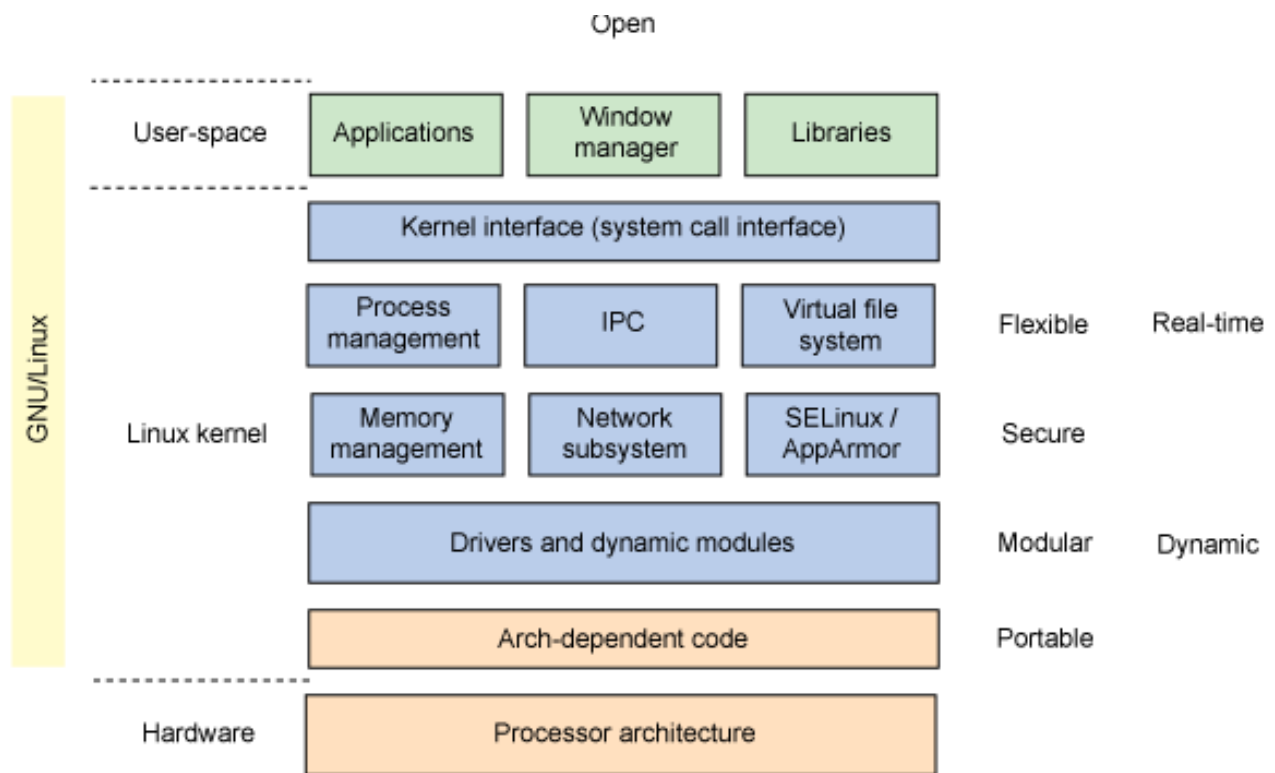 Open
User-space
Applications
Window
manager
Libraries
Kernel interface (system call interface)
GNU/Linux
Linux kernel
Process
management
IPC
Virtual file
system
Flexible
Real-time
Memory
management
Network
subsystem
SELinux /
AppArmor
Secure
Drivers and dynamic modules
Modular
Dynamic
Arch-dependent code
Portable
Hardware
Processor architecture